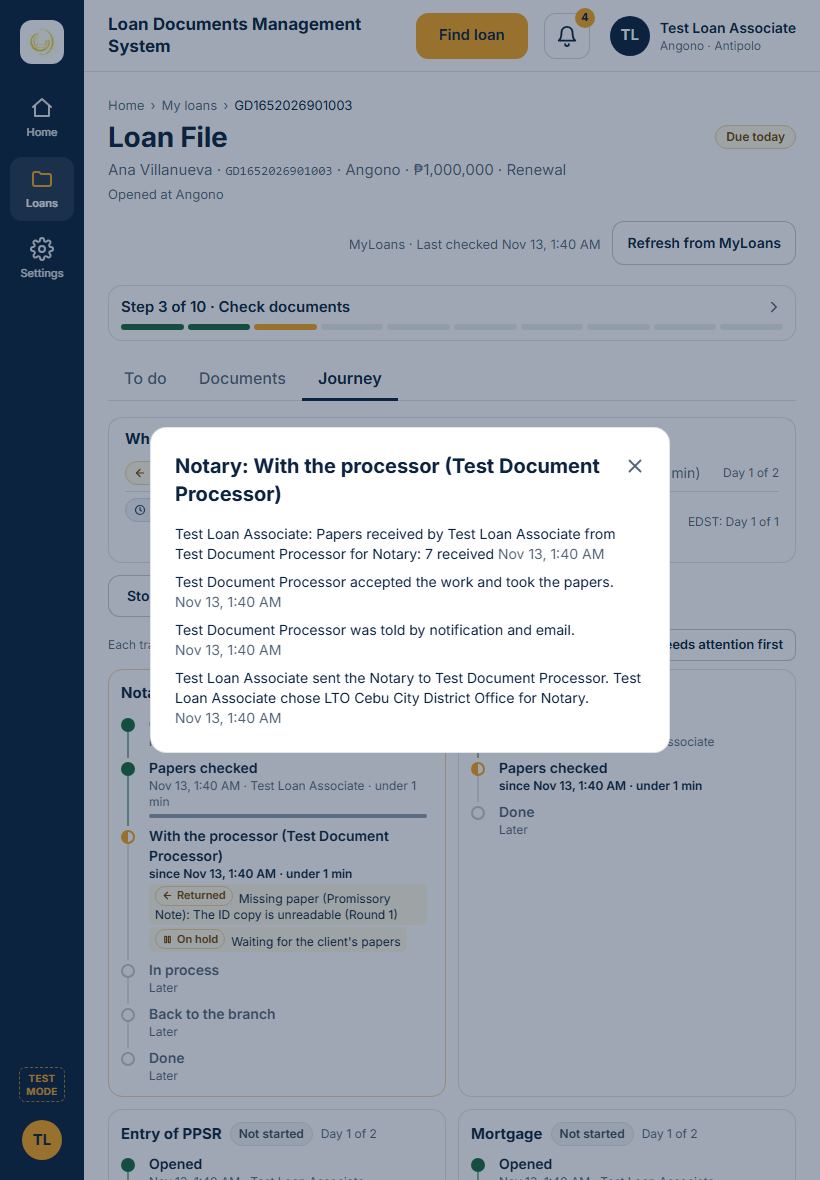 Loan Documents Management
System
Find loan
4
TL
Test Loan Associate
Angono · Antipolo
Home
Loans
Settings
Home › My loans › GD1652026901003
Loan File
Due today
Ana Villanueva · GD1652026901003 · Angono · ₱1,000,000 · Renewal
Opened at Angono
MyLoans · Last checked Nov 13, 1:40 AM
Refresh from MyLoans
Step 3 of 10 · Check documents
To do
Documents
Journey
min)
Day 1 of 2
EDST: Day 1 of 1
Each
attention first
Notary: With the processor (Test Document
Processor)
Test Loan Associate: Papers received by Test Loan Associate from
Test Document Processor for Notary: 7 received Nov 13, 1:40 AM
Test Document Processor accepted the work and took the papers.
Nov 13, 1:40 AM
Test Document Processor was told by notification and email.
Nov 13, 1:40 AM
Test Loan Associate sent the Notary to Test Document Processor. Test
Loan Associate chose LTO Cebu City District Office for Notary.
Nov 13, 1:40 AM
Papers checked
Nov 13, 1:40 AM · Test Loan Associate · under 1
min
With the processor (Test Document
Processor)
since Nov 13, 1:40 AM · under 1 min
Returned Missing paper (Promissory
Note): The ID copy is unreadable (Round 1)
On hold Waiting for the client's papers
In process
Later
Back to the branch
Later
Done
Later
Papers checked
since Nov 13, 1:40 AM · under 1 min
Done
Later
TEST
MODE
TL
Entry of PPSR
Not started
Day 1 of 2
Opened
Mortgage
Not started
Day 1 of 2
Opened